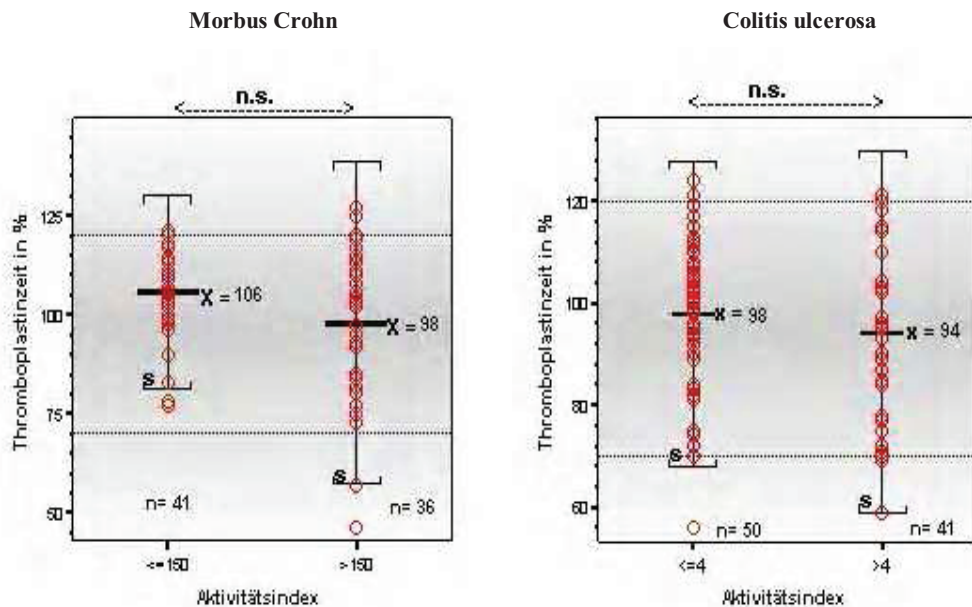 Morbus Crohn
n.s.
Thromboplastinzeit in %
125
100
75
50
X = 106
X = 98
s
s
n= 41
n= 36
<=150
>150
Aktivitätsindex
Colitis ulcerosa
n.s.
Thromboplastinzeit in %
120
100
80
60
X = 98
X = 94
s
s
n= 50
n= 41
<=4
>4
Aktivitätsindex